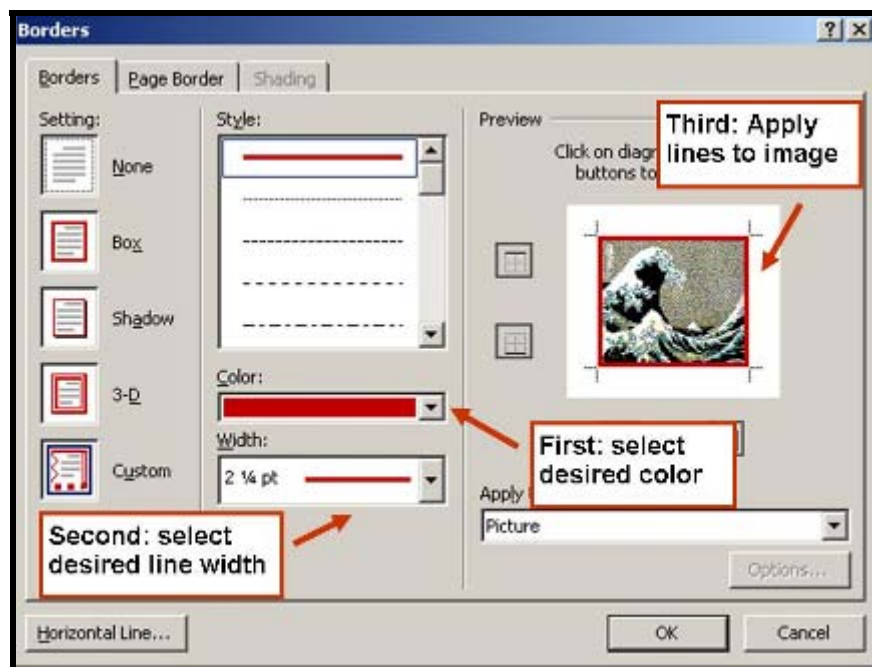 Borders
Borders Page Border Shading
Setting:
None
Box
Shadow
3-D
Custom
Style:
Color:
Width:
2 ¼ pt
Preview
Click on
buttons to
Apply
Picture
Options...
Third: Apply
lines to image
First: select
desired color
Second: select
desired line width
Horizontal Line...
OK Cancel